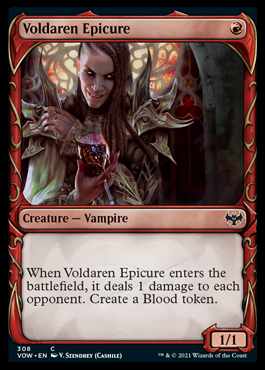 Voldaren Epicure
Creature — Vampire
When Voldaren Epicure enters the
battlefield, it deals 1 damage to each
opponent. Create a Blood token.
1/1
308 C
VOW • EN V. Szendrey (Cashile)
™ & © 2021 Wizards of the Coast